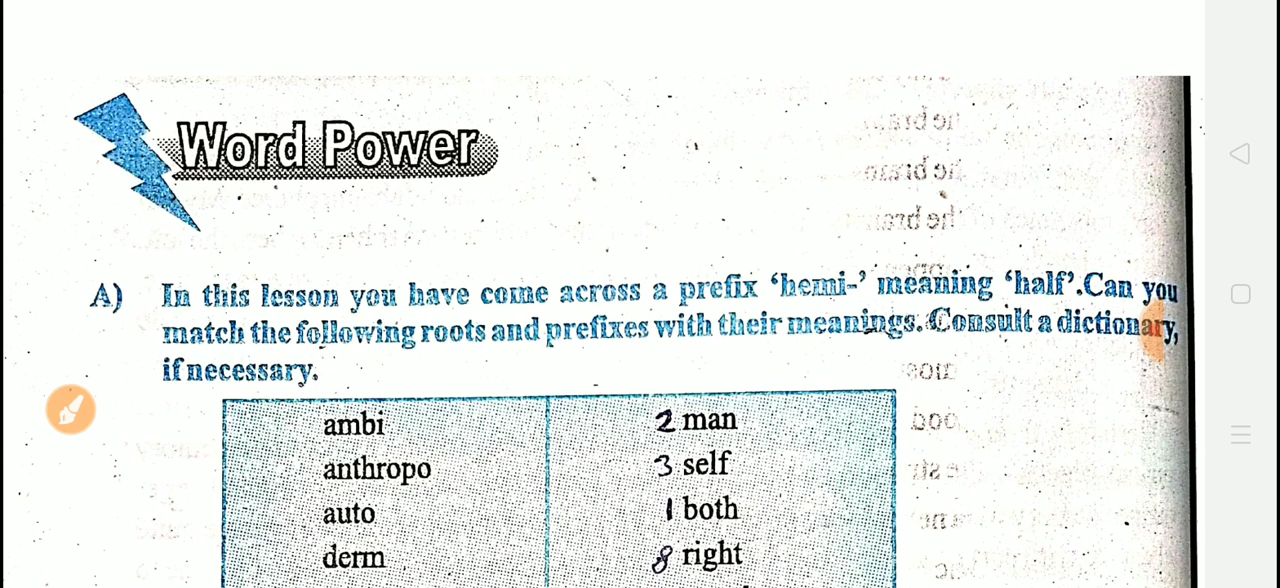 Word Power
A) In this lesson you have come across a prefix ‘hemi-’ meaning ‘half’.Can you
match the following roots and prefixes with their meanings. Consult a dictionary,
if necessary.
ambi 2 man
anthropo 3 self
auto 1 both
derm 8 right